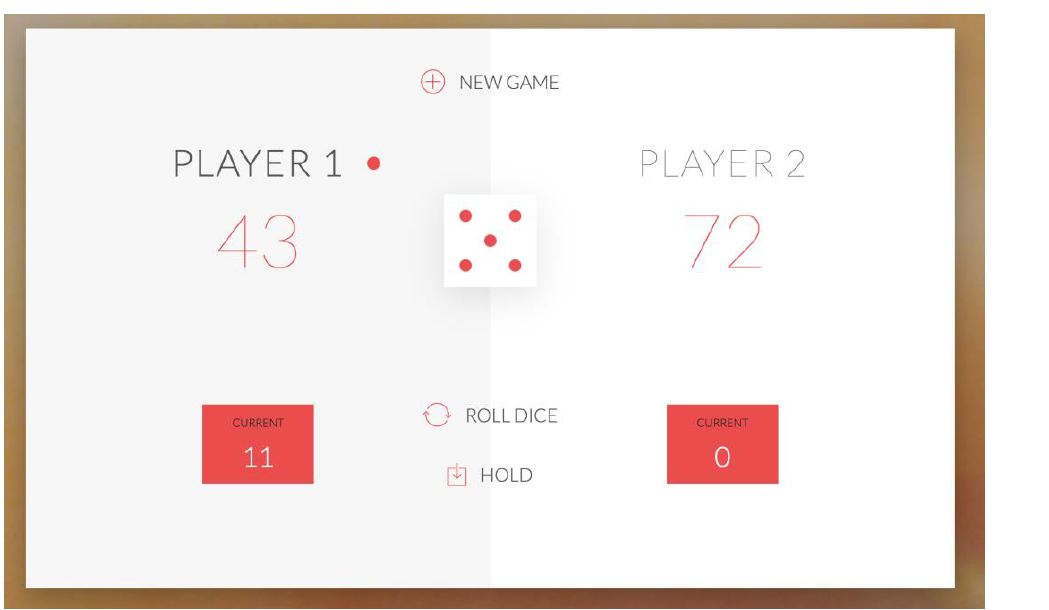 NEW GAME
PLAYER 1
43
PLAYER 2
72
CURRENT
11
ROLL DICE
HOLD
CURRENT
0